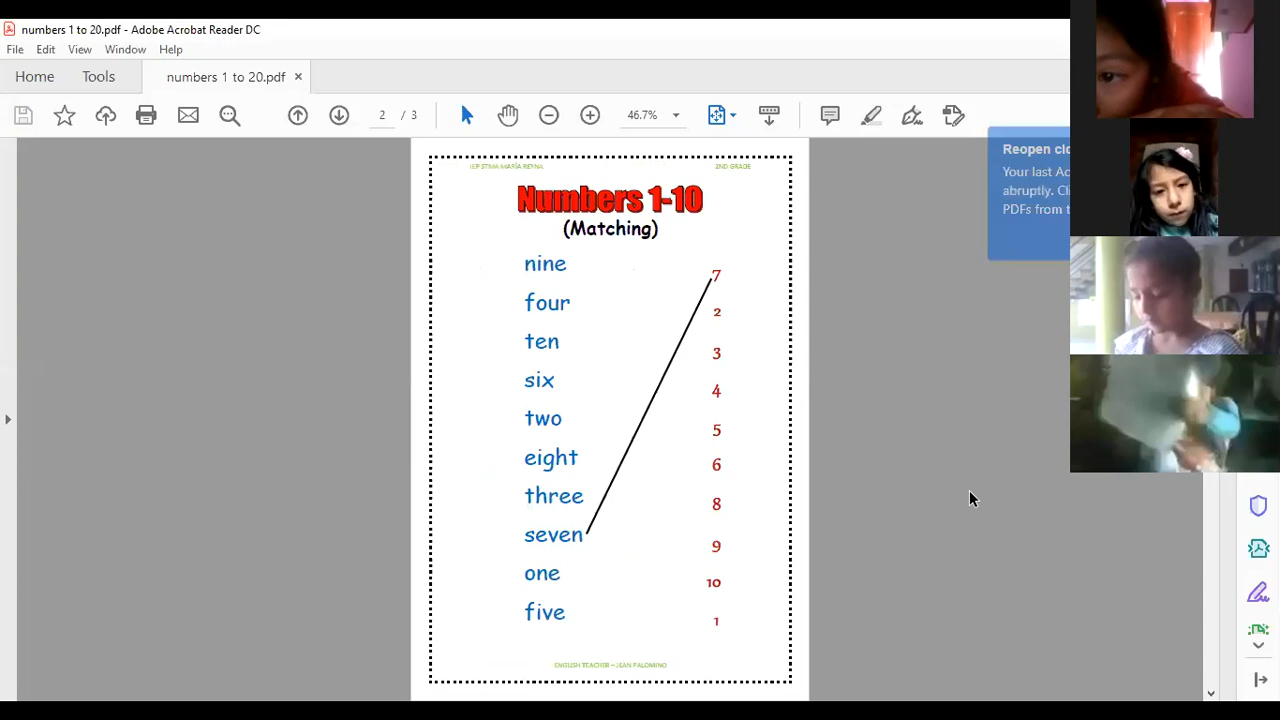 numbers 1 to 20.pdf - Adobe Acrobat Reader DC
File Edit View Window Help
Home Tools numbers 1 to 20.pdf ×
2 / 3 46.7%
Reopen clo
Your last Ac
abruptly. Cli
PDFs from t
2ND GRADE
Numbers 1-10
(Matching)
nine 7
four 2
ten 3
six 4
two 5
eight 6
three 8
seven 9
one 10
five 1
ENGLISH TEACHER – JEAN PALOMINO